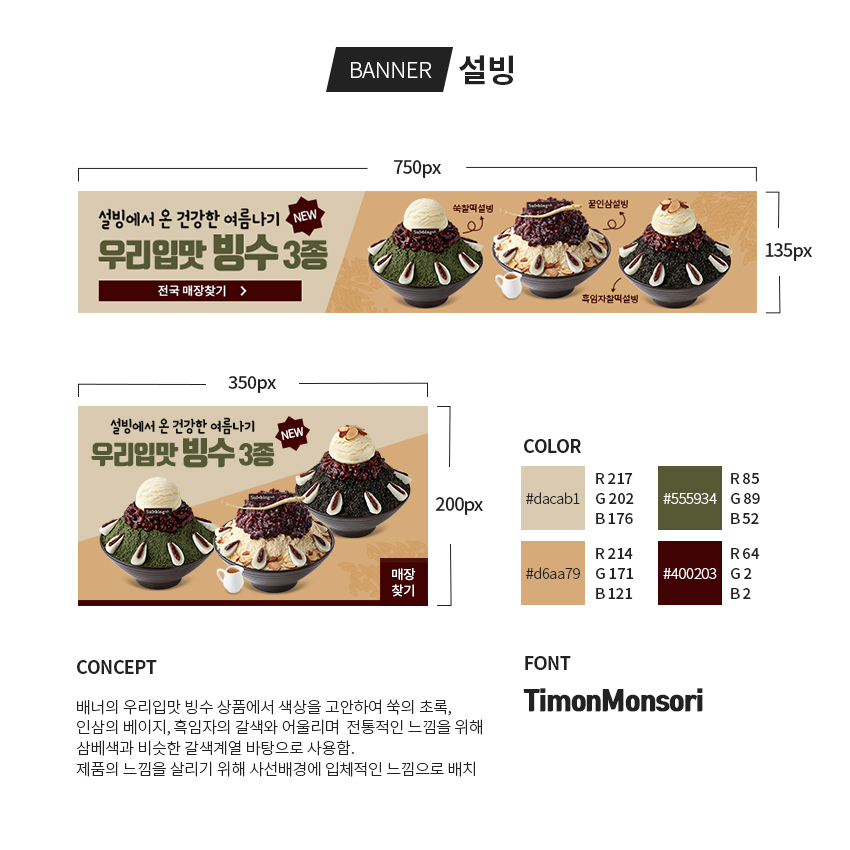 BANNER 설빙
750px
설빙에서 온 건강한 여름나기
NEW
우리입맛 빙수 3종
전국 매장찾기 >
쑥찰떡설빙
꿀인삼설빙
흑임자찰떡설빙
Sulbing
Sulbing
135px
350px
설빙에서 온 건강한 여름나기
NEW
우리입맛 빙수 3종
Sulbing
Sulbing
매장
찾기
200px
COLOR
#dacab1
R 217
G 202
B 176
#555934
R 85
G 89
B 52
#d6aa79
R 214
G 171
B 121
#400203
R 64
G 2
B 2
CONCEPT
배너의 우리입맛 빙수 상품에서 색상을 고안하여 쑥의 초록,
인삼의 베이지, 흑임자의 갈색와 어울리며 전통적인 느낌을 위해
삼베색과 비슷한 갈색계열 바탕으로 사용함.
제품의 느낌을 살리기 위해 사선배경에 입체적인 느낌으로 배치
FONT
TimonMonsori